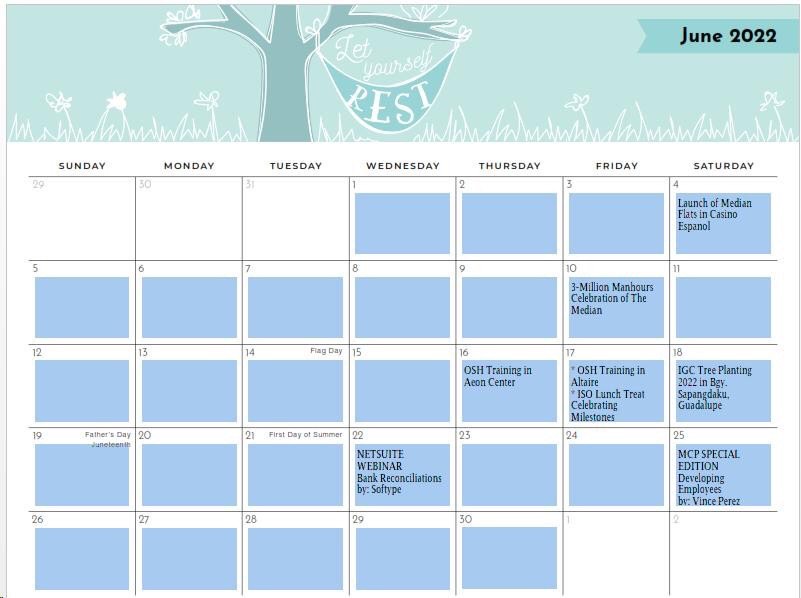 June 2022
Let
yourself
REST
SUNDAY MONDAY TUESDAY WEDNESDAY THURSDAY FRIDAY SATURDAY
29 30 31 1 2 3 4
Launch of Median
Flats in Casino
Espanol
5 6 7 8 9 10 11
3-Million Manhours
Celebration of The
Median
12 13 14 Flag Day 15 16 17 18
OSH Training in
Aeon Center
* OSH Training in
Altaire
* ISO Lunch Treat
Celebrating
Milestones
IGC Tree Planting
2022 in Bgy.
Sapangdaku,
Guadalupe
19 Father's Day
Juneteenth
20 21 First Day of Summer 22 23 24 25
NETSUITE
WEBINAR
Bank Reconciliations
by: Softype
MCP SPECIAL
EDITION
Developing
Employees
by: Vince Perez
26 27 28 29 30 1 2